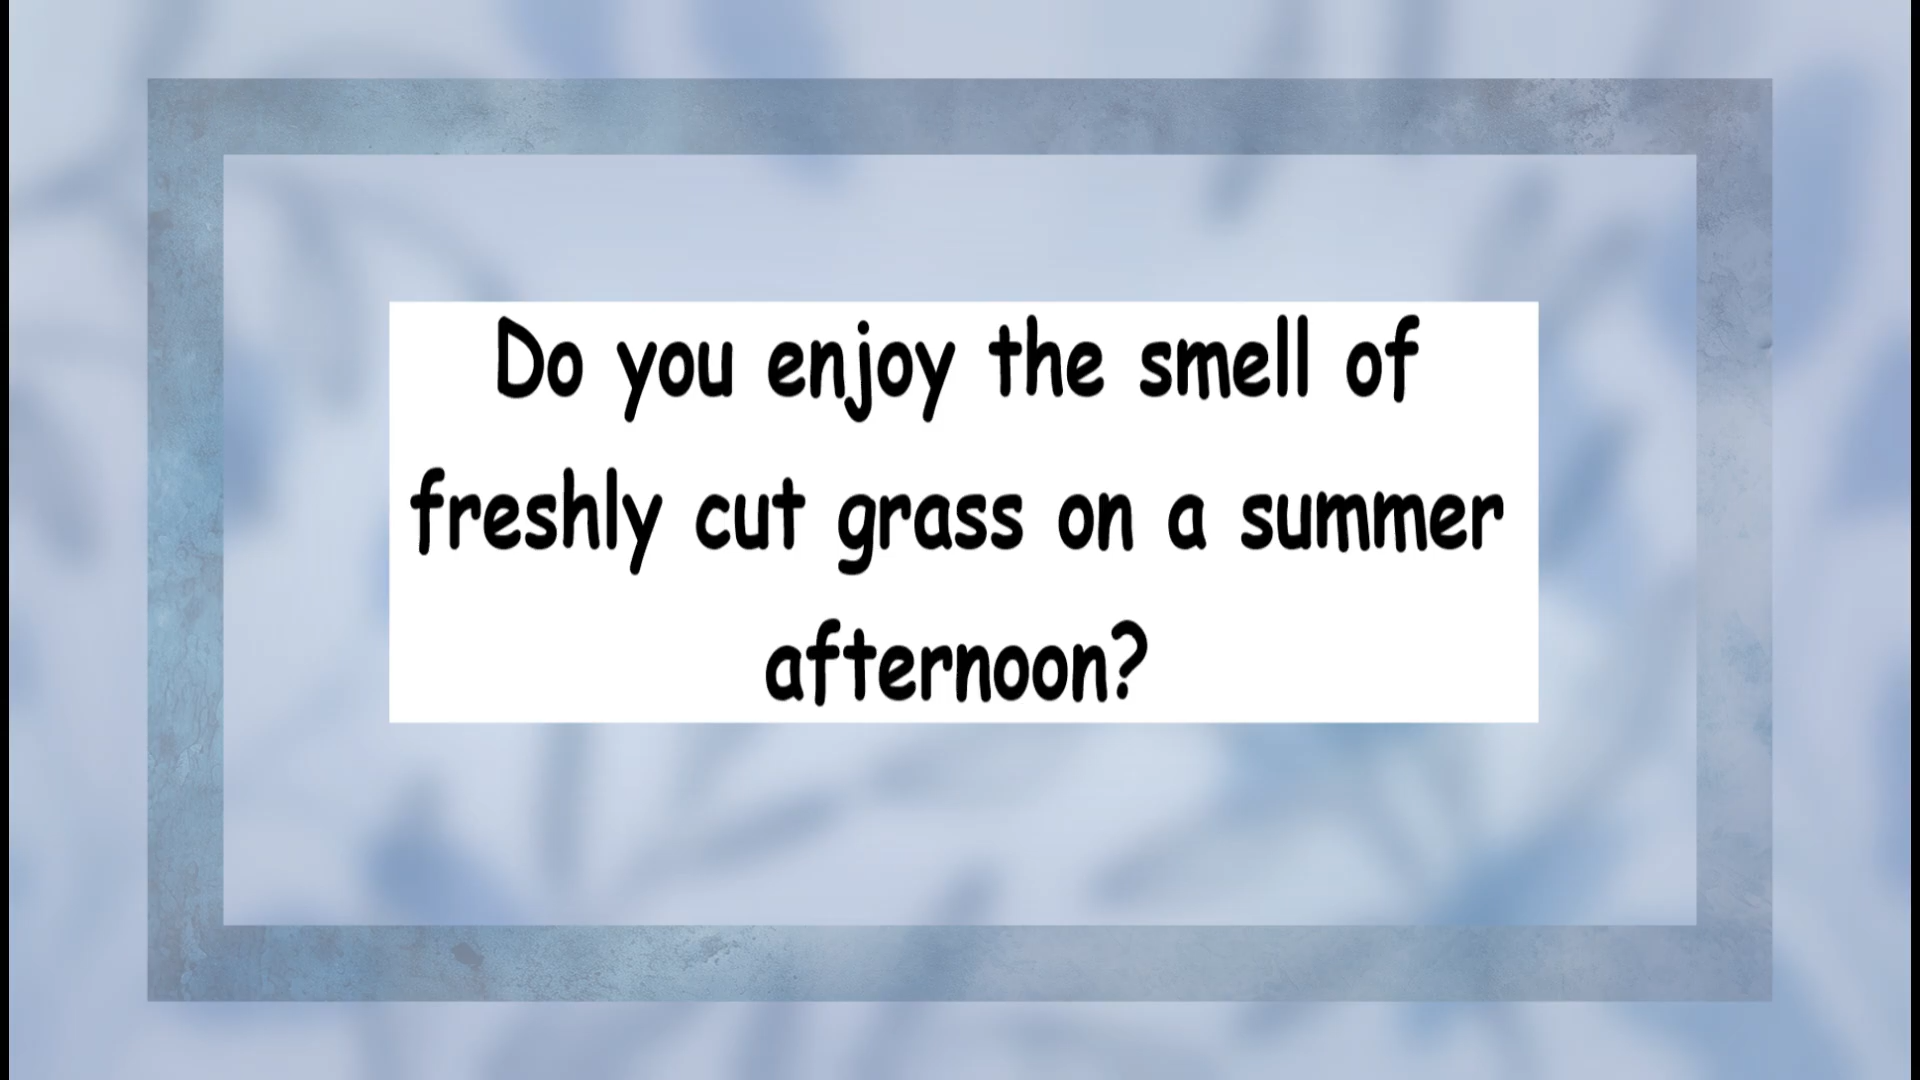 Do you enjoy the smell of
freshly cut grass on a summer
afternoon?